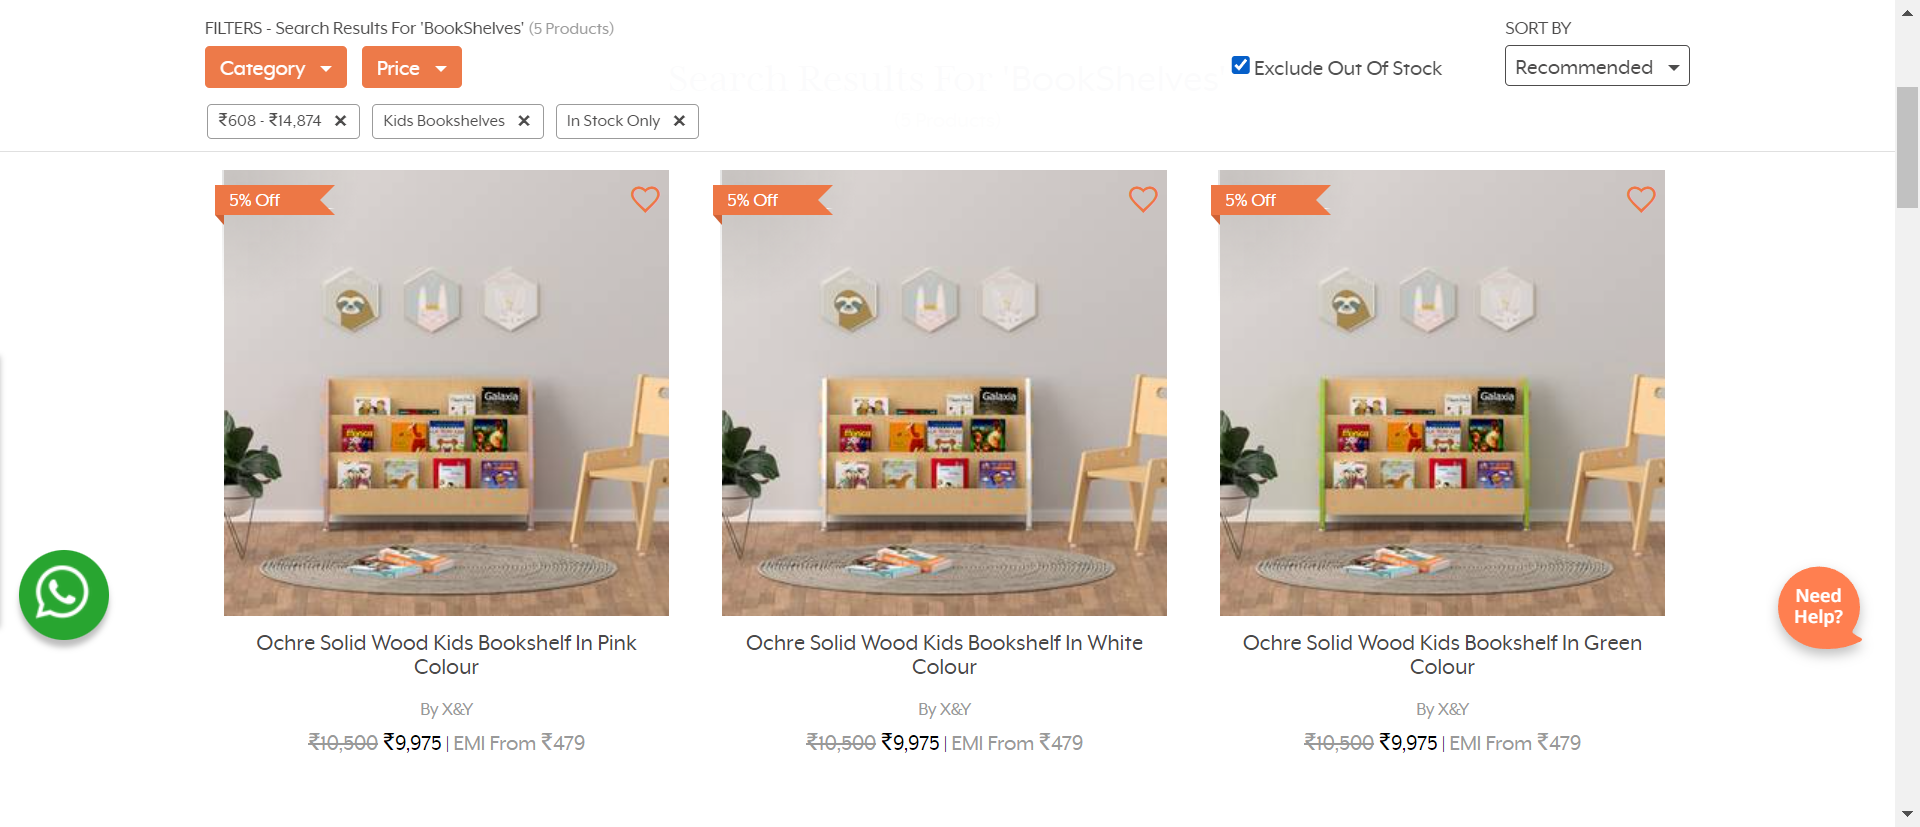 FILTERS - Search Results For 'BookShelves' (5 Products)
SORT BY
Category
Price
Search Results For 'BookShelves'
Exclude Out Of Stock
Recommended
₹608 - ₹14,874 ✕
Kids Bookshelves ✕
In Stock Only ✕
5% Off
5% Off
5% Off
Galaxia
Galaxia
Galaxia
Ochre Solid Wood Kids Bookshelf In Pink
Colour
By X&Y
₹10,500 ₹9,975 | EMI From ₹479
Ochre Solid Wood Kids Bookshelf In White
Colour
By X&Y
₹10,500 ₹9,975 | EMI From ₹479
Ochre Solid Wood Kids Bookshelf In Green
Colour
By X&Y
₹10,500 ₹9,975 | EMI From ₹479
Need
Help?